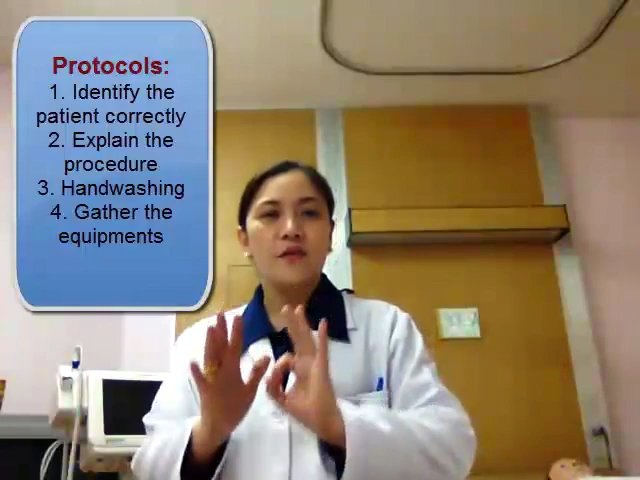 Protocols:
1. Identify the
patient correctly
2. Explain the
procedure
3. Handwashing
4. Gather the
equipments